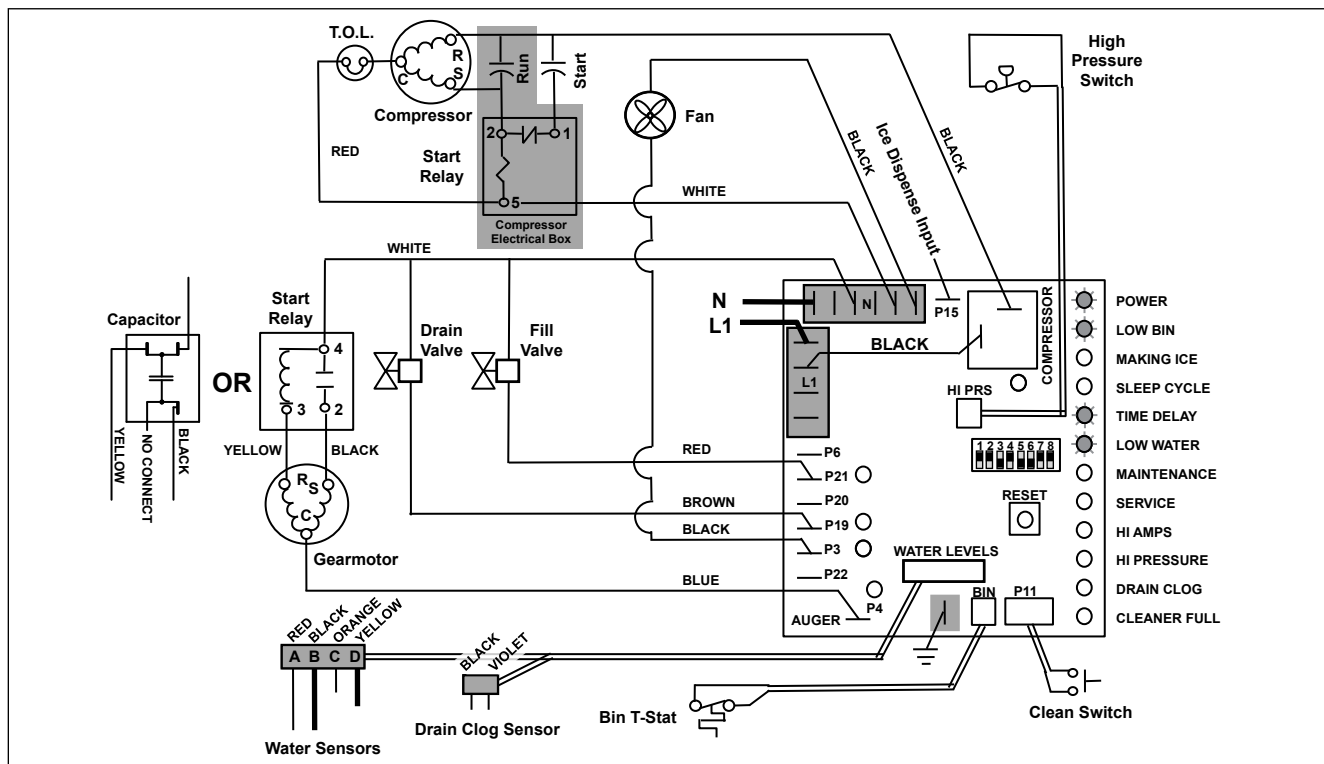 T.O.L.
C
R
S
Run
Start
Compressor
RED
Start
Relay
2
1
5
Compressor
Electrical Box
Fan
BLACK
Ice Dispense Input
BLACK
High
Pressure
Switch
WHITE
WHITE
Capacitor
YELLOW
NO CONNECT
BLACK
OR
Start
Relay
4
3
2
YELLOW
BLACK
R
S
C
Gearmotor
Drain
Valve
Fill
Valve
N
L1
N
P15
BLACK
L1
COMPRESSOR
HI PRS
1 2 3 4 5 6 7 8
RESET
POWER
LOW BIN
MAKING ICE
SLEEP CYCLE
TIME DELAY
LOW WATER
MAINTENANCE
SERVICE
HI AMPS
HI PRESSURE
DRAIN CLOG
CLEANER FULL
RED
BROWN
BLACK
BLUE
P6
P21
P20
P19
P3
P22
P4
AUGER
WATER LEVELS
BIN
P11
RED
BLACK
ORANGE
YELLOW
A B C D
Water Sensors
BLACK
VIOLET
Drain Clog Sensor
Bin T-Stat
Clean Switch